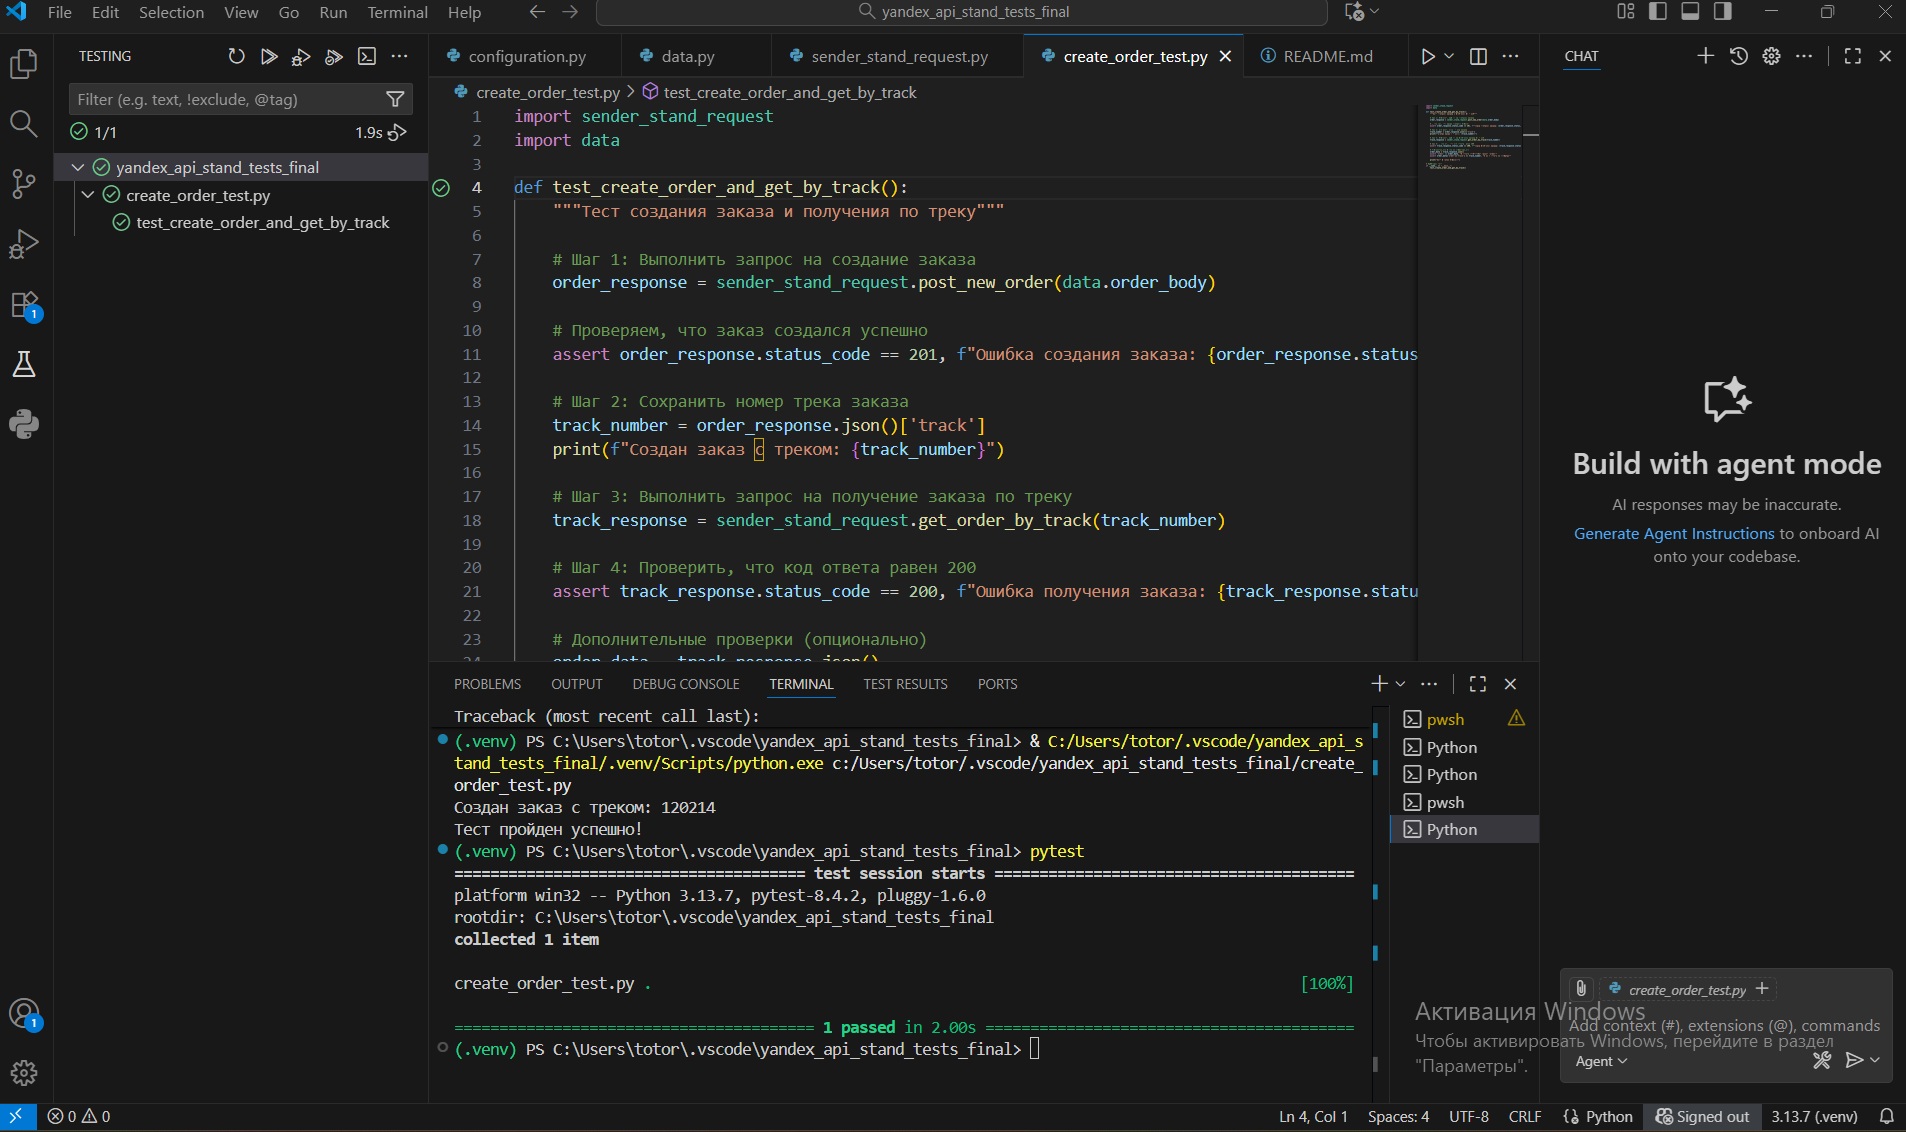 File Edit Selection View Go Run Terminal Help
yandex_api_stand_tests_final
TESTING
Filter (e.g. text, !exclude, @tag)
1/1
1.9s
yandex_api_stand_tests_final
create_order_test.py
test_create_order_and_get_by_track
configuration.py
data.py
sender_stand_request.py
create_order_test.py
README.md
create_order_test.py > test_create_order_and_get_by_track
1 import sender_stand_request
2 import data
3
4 def test_create_order_and_get_by_track():
5 """Тест создания заказа и получения по треку"""
6
7 # Шаг 1: Выполнить запрос на создание заказа
8 order_response = sender_stand_request.post_new_order(data.order_body)
9
10 # Проверяем, что заказ создался успешно
11 assert order_response.status_code == 201, f"Ошибка создания заказа: {order_response.status
12
13 # Шаг 2: Сохранить номер трека заказа
14 track_number = order_response.json()['track']
15 print(f"Создан заказ с треком: {track_number}")
16
17 # Шаг 3: Выполнить запрос на получение заказа по треку
18 track_response = sender_stand_request.get_order_by_track(track_number)
19
20 # Шаг 4: Проверить, что код ответа равен 200
21 assert track_response.status_code == 200, f"Ошибка получения заказа: {track_response.statu
22
23 # Дополнительные проверки (опционально)
24 order_data = track_response.json()
PROBLEMS OUTPUT DEBUG CONSOLE TERMINAL TEST RESULTS PORTS
Traceback (most recent call last):
(.venv) PS C:\Users\totor\.vscode\yandex_api_stand_tests_final> & C:/Users/totor/.vscode/yandex_api_s
tand_tests_final/.venv/Scripts/python.exe c:/Users/totor/.vscode/yandex_api_stand_tests_final/create_
order_test.py
Создан заказ с треком: 120214
Тест пройден успешно!
(.venv) PS C:\Users\totor\.vscode\yandex_api_stand_tests_final> pytest
===================================== test session starts ======================================
platform win32 -- Python 3.13.7, pytest-8.4.2, pluggy-1.6.0
rootdir: C:\Users\totor\.vscode\yandex_api_stand_tests_final
collected 1 item
create_order_test.py . [100%]
====================================== 1 passed in 2.00s =======================================
(.venv) PS C:\Users\totor\.vscode\yandex_api_stand_tests_final>
pwsh
Python
Python
pwsh
Python
CHAT
Build with agent mode
AI responses may be inaccurate.
Generate Agent Instructions to onboard AI
onto your codebase.
create_order_test.py
Add context (#), extensions (@), commands
Agent
Активация Windows
Чтобы активировать Windows, перейдите в раздел
"Параметры".
0 0
Ln 4, Col 1 Spaces: 4 UTF-8 CRLF Python Signed out 3.13.7 (.venv)
1
1